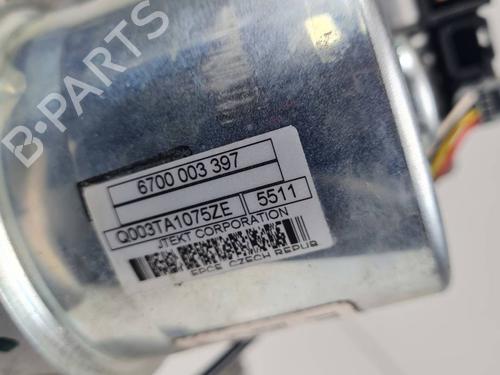 B-PARTS
6700 003 397
Q003TA1075ZE 5511
JTEKT CORPORATION
EPCE CZECH REPUB